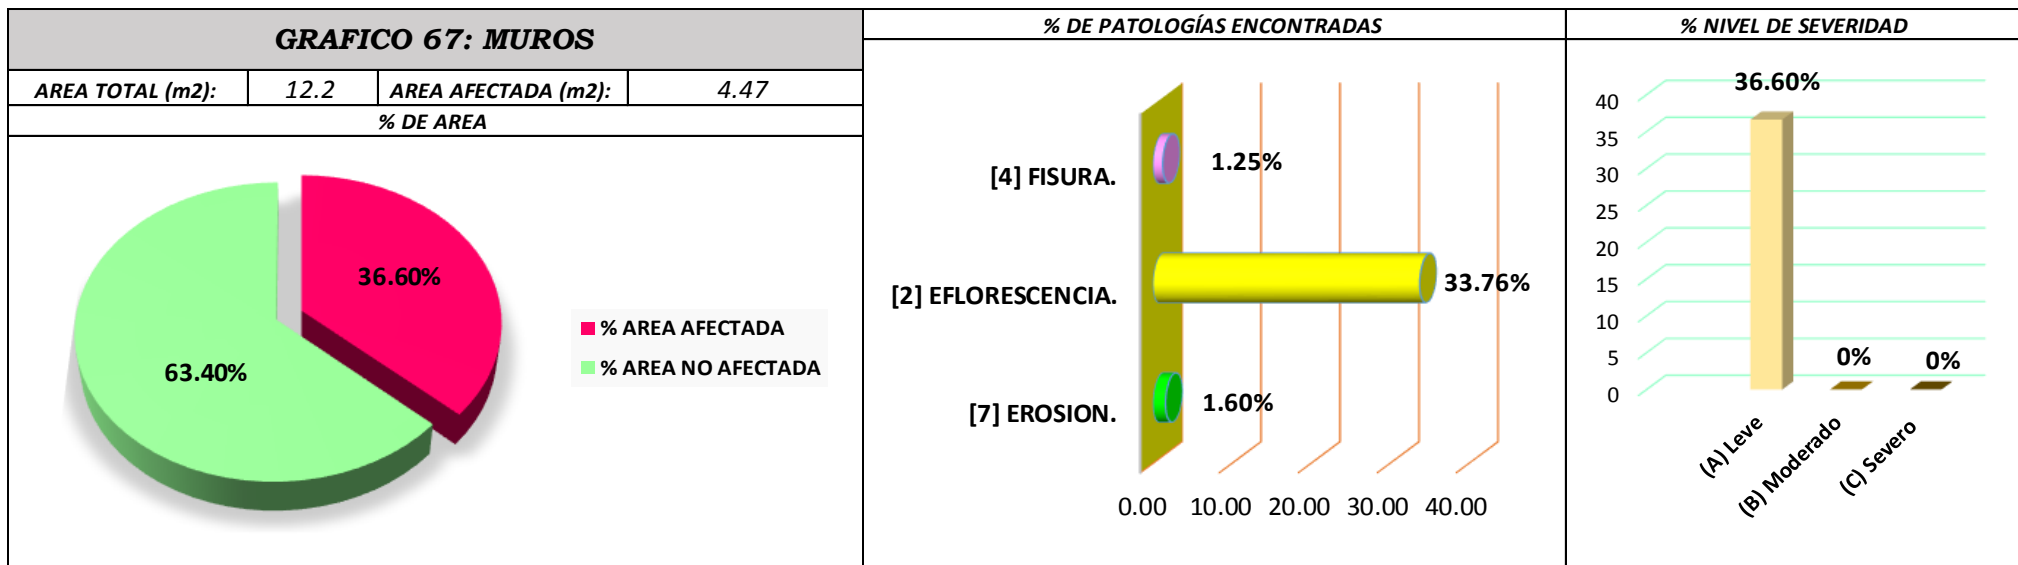 GRAFICO 67: MUROS
AREA TOTAL (m2): 12.2 AREA AFECTADA (m2): 4.47
% DE AREA
36.60%
63.40%
% AREA AFECTADA
% AREA NO AFECTADA
% DE PATOLOGÍAS ENCONTRADAS
[4] FISURA. 1.25%
[2] EFLORESCENCIA. 33.76%
[7] EROSION. 1.60%
0.00 10.00 20.00 30.00 40.00
% NIVEL DE SEVERIDAD
40
35
30
25
20
15
10
5
0
36.60%
0%
0%
(A) Leve
(B) Moderado
(C) Severo